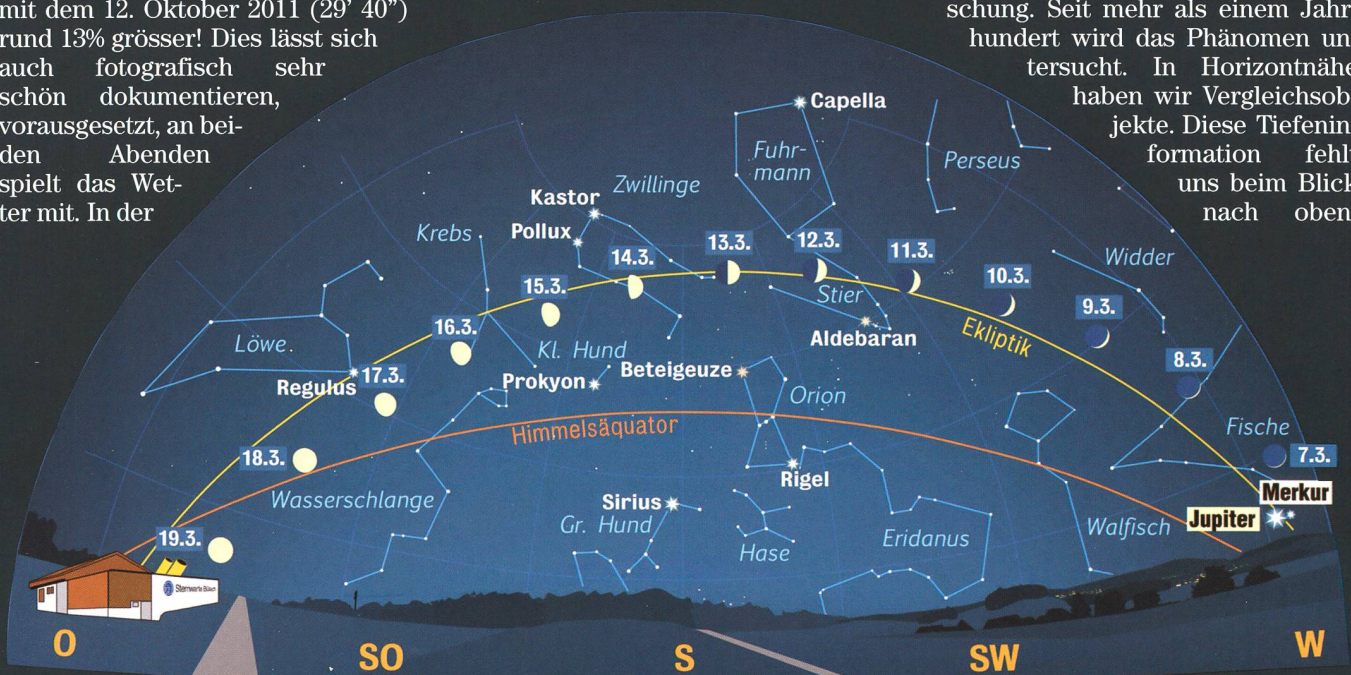 mit dem 12. Oktober 2011 (29' 40")
rund 13% grösser! Dies lässt sich
auch fotografisch sehr
schön dokumentieren,
vorausgesetzt, an bei-
den Abenden
spielt das Wet-
ter mit. In der
schung. Seit mehr als einem Jahr
hundert wird das Phänomen un
tersucht. In Horizontnähe
haben wir Vergleichsob
jekte. Diese Tiefenin
formation fehlt
uns beim Blick
nach oben
Capella
Fuhr-
mann
Perseus
Zwillinge
Kastor
Pollux
Krebs
Widder
13.3.
12.3.
11.3.
14.3.
10.3.
15.3.
9.3.
16.3.
Stier
Aldebaran
Ekliptik
Löwe
Kl. Hund
8.3.
Regulus
17.3.
Prokyon
Beteigeuze
Orion
Himmelsäquator
Fische
7.3.
18.3.
Rigel
Wasserschlange
Sirius
Merkur
Jupiter
Gr. Hund
Hase
Eridanus
Walfisch
19.3.
Sternwarte Bülach
O
SO
S
SW
W